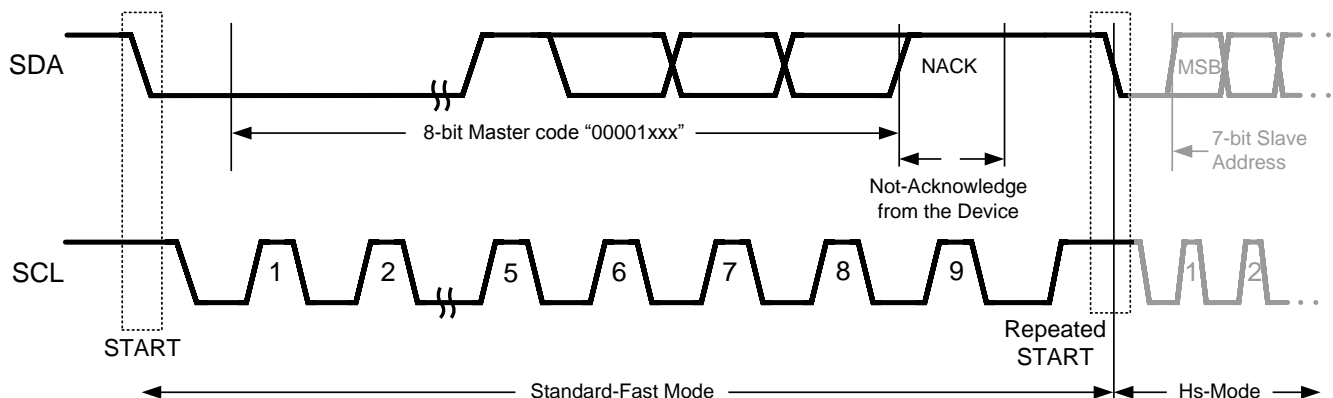 SDA
NACK
MSB
8-bit Master code “00001xxx”
7-bit Slave
Address
Not-Acknowledge
from the Device
SCL
1
2
5
6
7
8
9
1
2
START
Repeated
START
Standard-Fast Mode
Hs-Mode